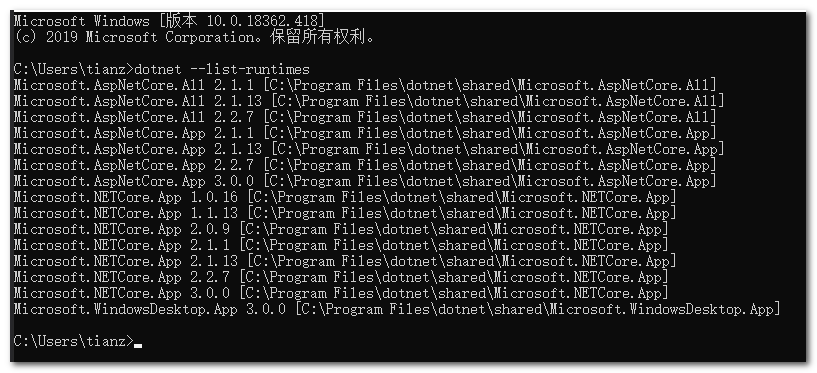 Microsoft Windows [版本 10.0.18362.418]
(c) 2019 Microsoft Corporation。保留所有权利。
C:\Users\tianz>dotnet --list-runtimes
Microsoft.AspNetCore.All 2.1.1 [C:\Program Files\dotnet\shared\Microsoft.AspNetCore.All]
Microsoft.AspNetCore.All 2.1.13 [C:\Program Files\dotnet\shared\Microsoft.AspNetCore.All]
Microsoft.AspNetCore.All 2.2.7 [C:\Program Files\dotnet\shared\Microsoft.AspNetCore.All]
Microsoft.AspNetCore.App 2.1.1 [C:\Program Files\dotnet\shared\Microsoft.AspNetCore.App]
Microsoft.AspNetCore.App 2.1.13 [C:\Program Files\dotnet\shared\Microsoft.AspNetCore.App]
Microsoft.AspNetCore.App 2.2.7 [C:\Program Files\dotnet\shared\Microsoft.AspNetCore.App]
Microsoft.AspNetCore.App 3.0.0 [C:\Program Files\dotnet\shared\Microsoft.AspNetCore.App]
Microsoft.NETCore.App 1.0.16 [C:\Program Files\dotnet\shared\Microsoft.NETCore.App]
Microsoft.NETCore.App 1.1.13 [C:\Program Files\dotnet\shared\Microsoft.NETCore.App]
Microsoft.NETCore.App 2.0.9 [C:\Program Files\dotnet\shared\Microsoft.NETCore.App]
Microsoft.NETCore.App 2.1.1 [C:\Program Files\dotnet\shared\Microsoft.NETCore.App]
Microsoft.NETCore.App 2.1.13 [C:\Program Files\dotnet\shared\Microsoft.NETCore.App]
Microsoft.NETCore.App 2.2.7 [C:\Program Files\dotnet\shared\Microsoft.NETCore.App]
Microsoft.NETCore.App 3.0.0 [C:\Program Files\dotnet\shared\Microsoft.NETCore.App]
Microsoft.WindowsDesktop.App 3.0.0 [C:\Program Files\dotnet\shared\Microsoft.WindowsDesktop.App]
C:\Users\tianz>